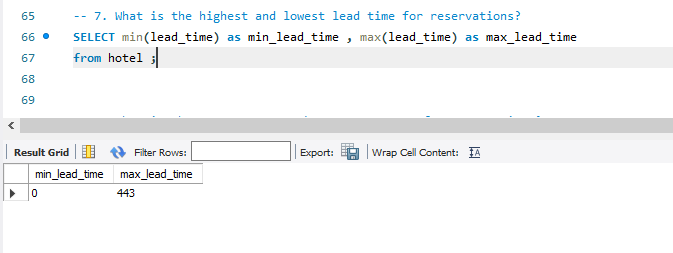 65 -- 7. What is the highest and lowest lead time for reservations?
66 SELECT min(lead_time) as min_lead_time , max(lead_time) as max_lead_time
67 from hotel ;
68
69
Result Grid Filter Rows: Export: Wrap Cell Content: IA
min_lead_time max_lead_time
0 443